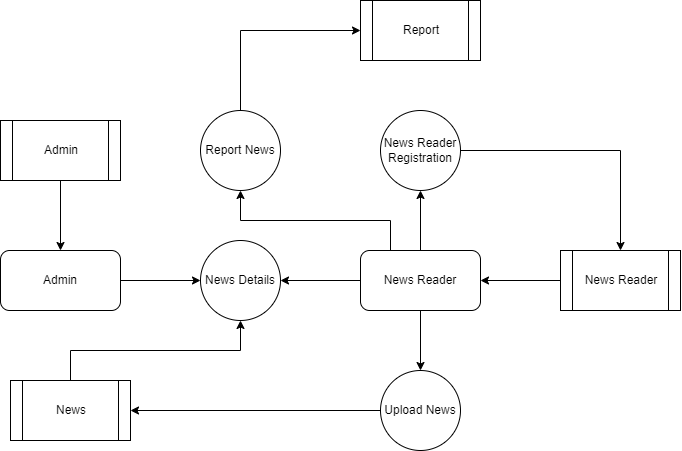 Report
Admin
Report News
News Reader
Registration
Admin
News Details
News Reader
News Reader
News
Upload News